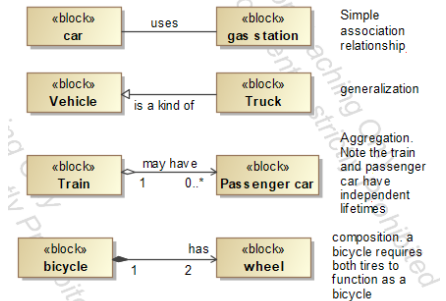 «block»
car
uses
«block»
gas station
Simple
association
relationship
«block»
Vehicle
is a kind of
«block»
Truck
generalization
«block»
Train
may have
1
0..*
«block»
Passenger car
Aggregation.
Note the train
and passenger
car have
independent
lifetimes
«block»
bicycle
has
1
2
«block»
wheel
composition. a
bicycle requires
both tires to
function as a
bicycle